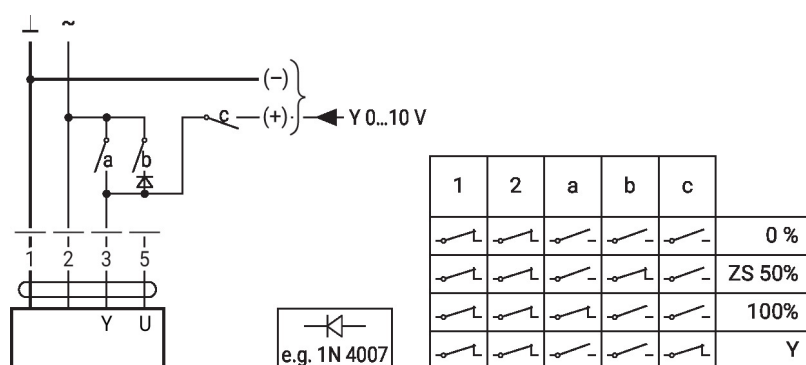 ⊥ ~
(–)
c (+) Y 0...10 V
a b
1 2 3 5
Y U
e.g. 1N 4007
1 2 a b c
0 %
ZS 50%
100%
Y